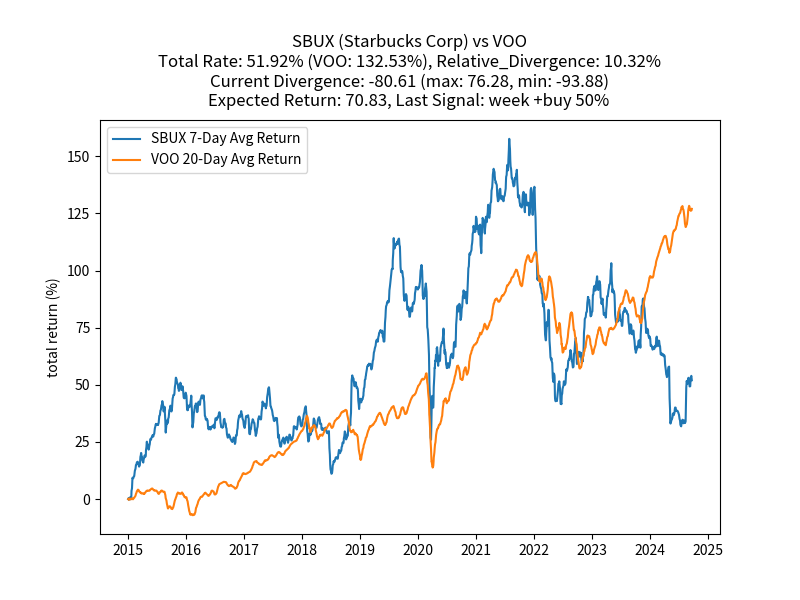 SBUX (Starbucks Corp) vs VOO
Total Rate: 51.92% (VOO: 132.53%), Relative_Divergence: 10.32%
Current Divergence: -80.61 (max: 76.28, min: -93.88)
Expected Return: 70.83, Last Signal: week +buy 50%
SBUX 7-Day Avg Return
VOO 20-Day Avg Return
total return (%)
150
125
100
75
50
25
0
2015 2016 2017 2018 2019 2020 2021 2022 2023 2024 2025